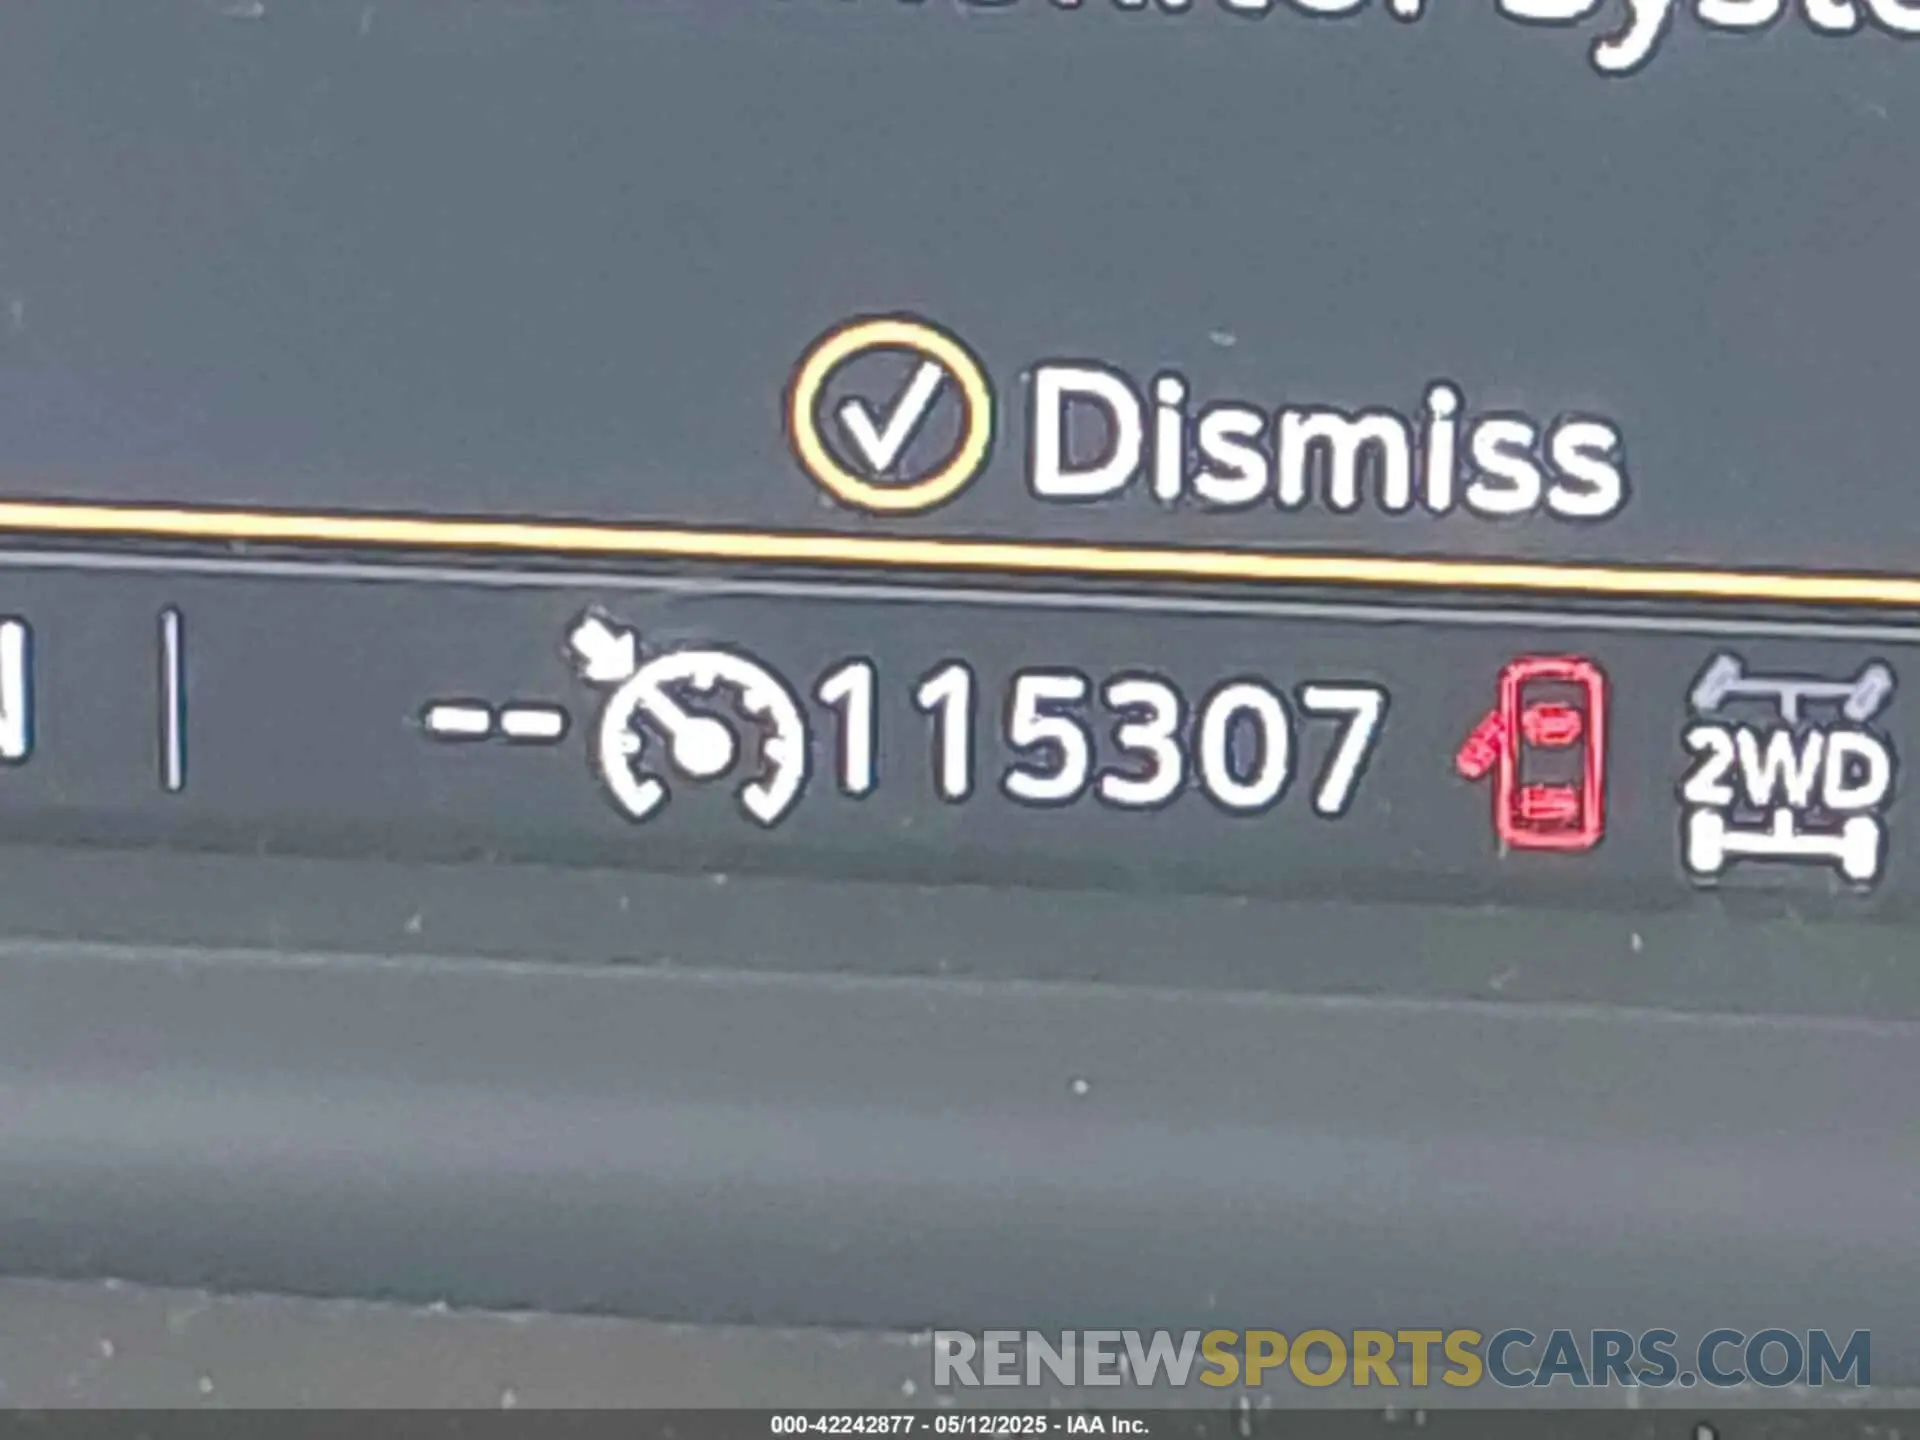 Dismiss
-- 115307 2WD
RENEWSPORTSCARS.COM
000-42242877 - 05/12/2025 - IAA Inc.